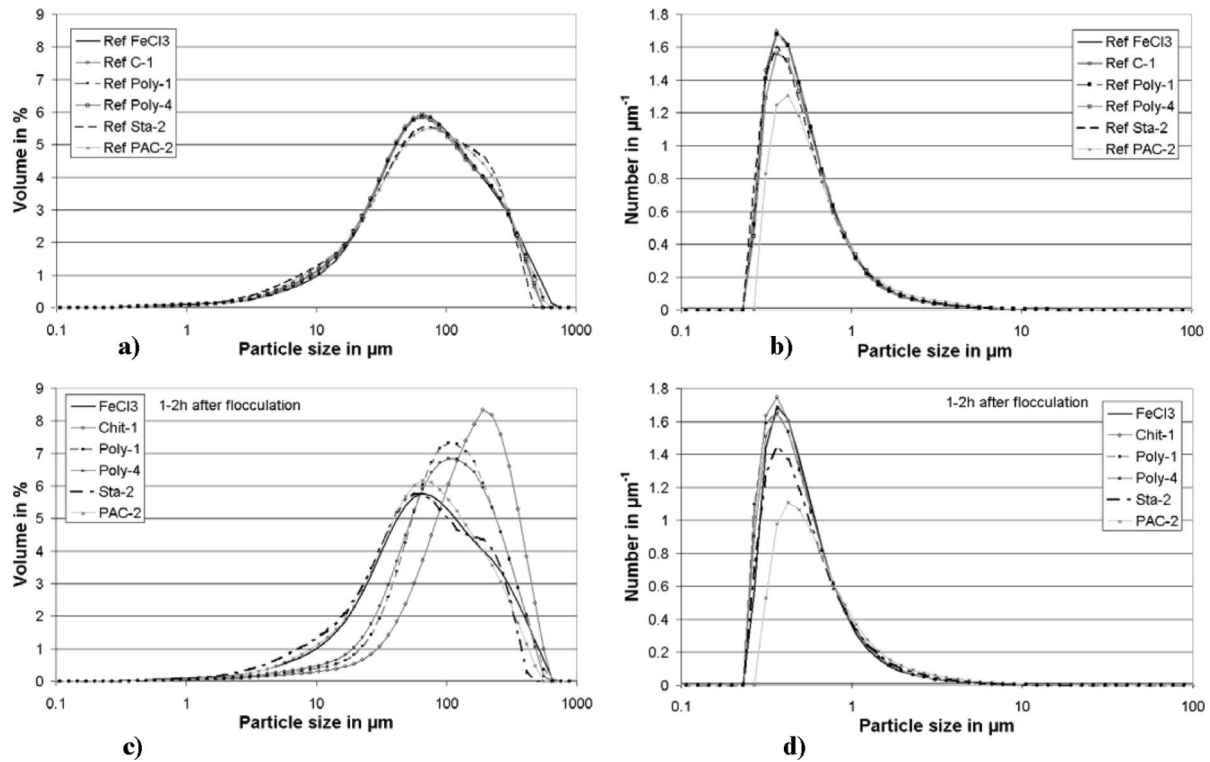 9
8
7
6
5
4
3
2
1
0
Volume in %
Ref FeCl3
Ref C-1
Ref Poly-1
Ref Poly-4
Ref Sta-2
Ref PAC-2
0.1 1 10 100 1000
Particle size in µm
a)
1.8
1.6
1.4
1.2
1
0.8
0.6
0.4
0.2
0
Number in µm⁻¹
Ref FeCl3
Ref C-1
Ref Poly-1
Ref Poly-4
Ref Sta-2
Ref PAC-2
0.1 1 10 100
Particle size in µm
b)
9
8
7
6
5
4
3
2
1
0
Volume in %
FeCl3
Chit-1
Poly-1
Poly-4
Sta-2
PAC-2
1-2h after flocculation
0.1 1 10 100 1000
Particle size in µm
c)
1.8
1.6
1.4
1.2
1
0.8
0.6
0.4
0.2
0
Number in µm⁻¹
1-2h after flocculation
FeCl3
Chit-1
Poly-1
Poly-4
Sta-2
PAC-2
0.1 1 10 100
Particle size in µm
d)